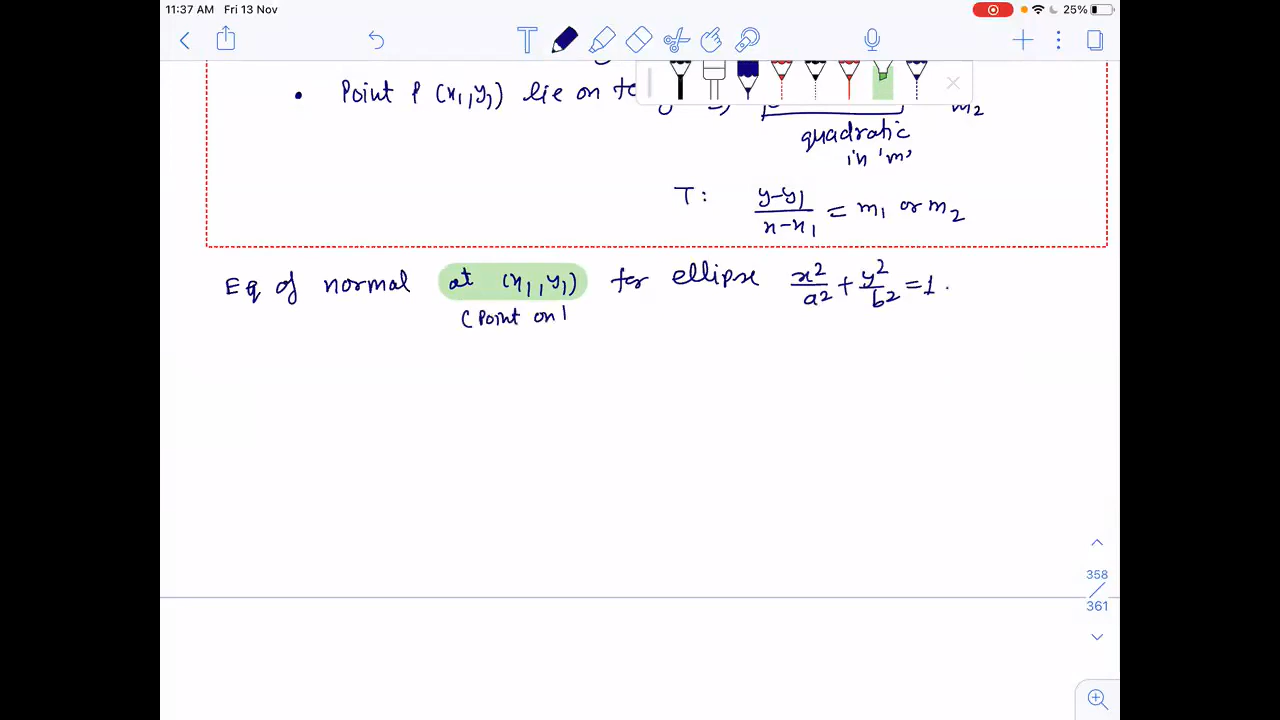 11:37 AM Fri 13 Nov
25%
• Point P (x₁, y₁) lie on
m₂
quadratic
in 'm'
T: (y-y₁)/(x-x₁) = m₁ or m₂
Eq of normal at (x₁, y₁) for ellipse x²/a² + y²/b² = 1.
( Point on
358
/
361